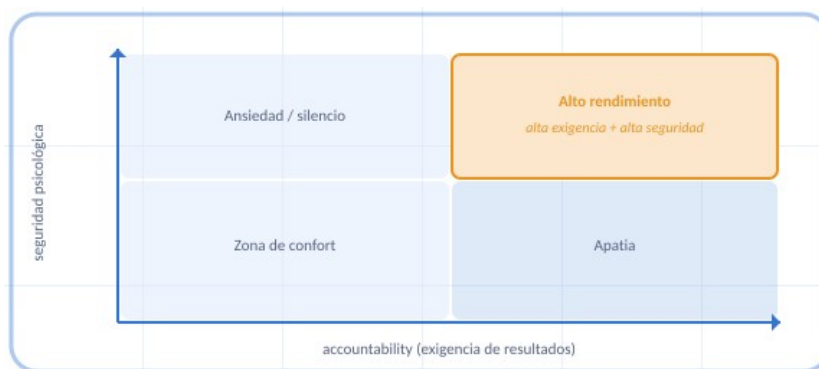 Ansiedad / silencio
Alto rendimiento
alta exigencia + alta seguridad
seguridad psicológica
Zona de confort
Apatia
accountability (exigencia de resultados)